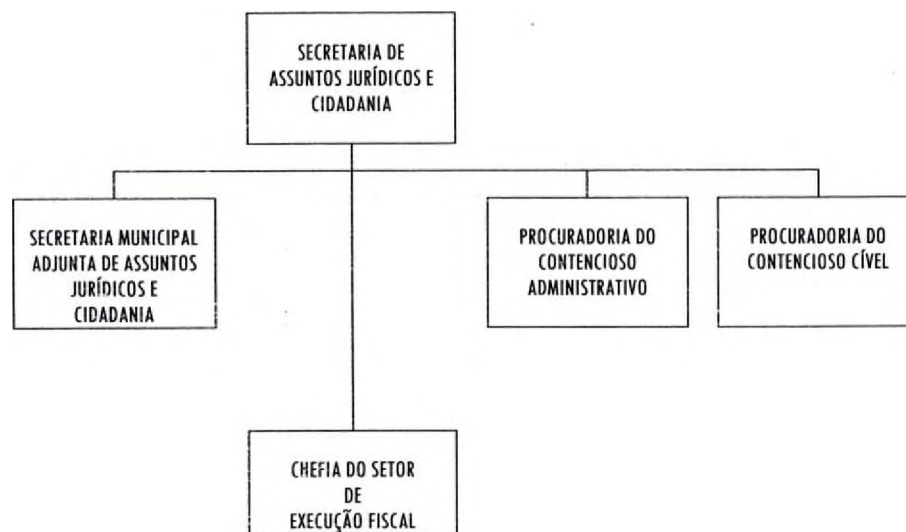 SECRETARIA DE
ASSUNTOS JURÍDICOS E
CIDADANIA
SECRETARIA MUNICIPAL
ADJUNTA DE ASSUNTOS
JURÍDICOS E
CIDADANIA
PROCURADORIA DO
CONTENCIOSO
ADMINISTRATIVO
PROCURADORIA DO
CONTENCIOSO CÍVEL
CHEFIA DO SETOR
DE
EXECUÇÃO FISCAL